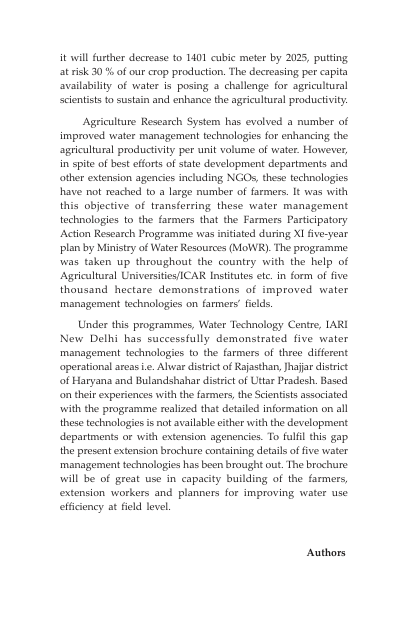 it will further decrease to 1401 cubic meter by 2025, putting
at risk 30 % of our crop production. The decreasing per capita
availability of water is posing a challenge for agricultural
scientists to sustain and enhance the agricultural productivity.
Agriculture Research System has evolved a number of
improved water management technologies for enhancing the
agricultural productivity per unit volume of water. However,
in spite of best efforts of state development departments and
other extension agencies including NGOs, these technologies
have not reached to a large number of farmers. It was with
this objective of transferring these water management
technologies to the farmers that the Farmers Participatory
Action Research Programme was initiated during XI five-year
plan by Ministry of Water Resources (MoWR). The programme
was taken up throughout the country with the help of
Agricultural Universities/ICAR Institutes etc. in form of five
thousand hectare demonstrations of improved water
management technologies on farmers' fields.
Under this programmes, Water Technology Centre, IARI
New Delhi has successfully demonstrated five water
management technologies to the farmers of three different
operational areas i.e. Alwar district of Rajasthan, Jhajjar district
of Haryana and Bulandshahar district of Uttar Pradesh. Based
on their experiences with the farmers, the Scientists associated
with the programme realized that detailed information on all
these technologies is not available either with the development
departments or with extension agenencies. To fulfil this gap
the present extension brochure containing details of five water
management technologies has been brought out. The brochure
will be of great use in capacity building of the farmers,
extension workers and planners for improving water use
efficiency at field level.
Authors